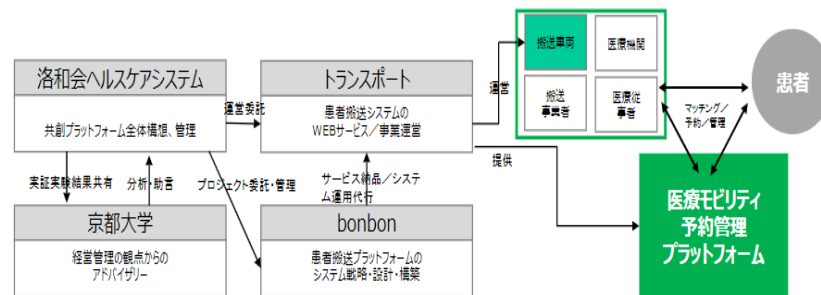 洛和会ヘルスケアシステム
共創プラットフォーム全体構想、管理
運営委託
トランスポート
患者搬送システムの
WEBサービス／事業運営
運営
搬送車両
医療機関
搬送
事業者
医療従
事者
患者
マッチング／
予約／管理
提供
実証実験結果共有
分析・助言
プロジェクト委託・管理
サービス納品／システ
ム運用代行
京都大学
経営管理の観点からの
アドバイザリー
bonbon
患者搬送プラットフォームの
システム戦略・設計・構築
医療モビリティ
予約管理
プラットフォーム